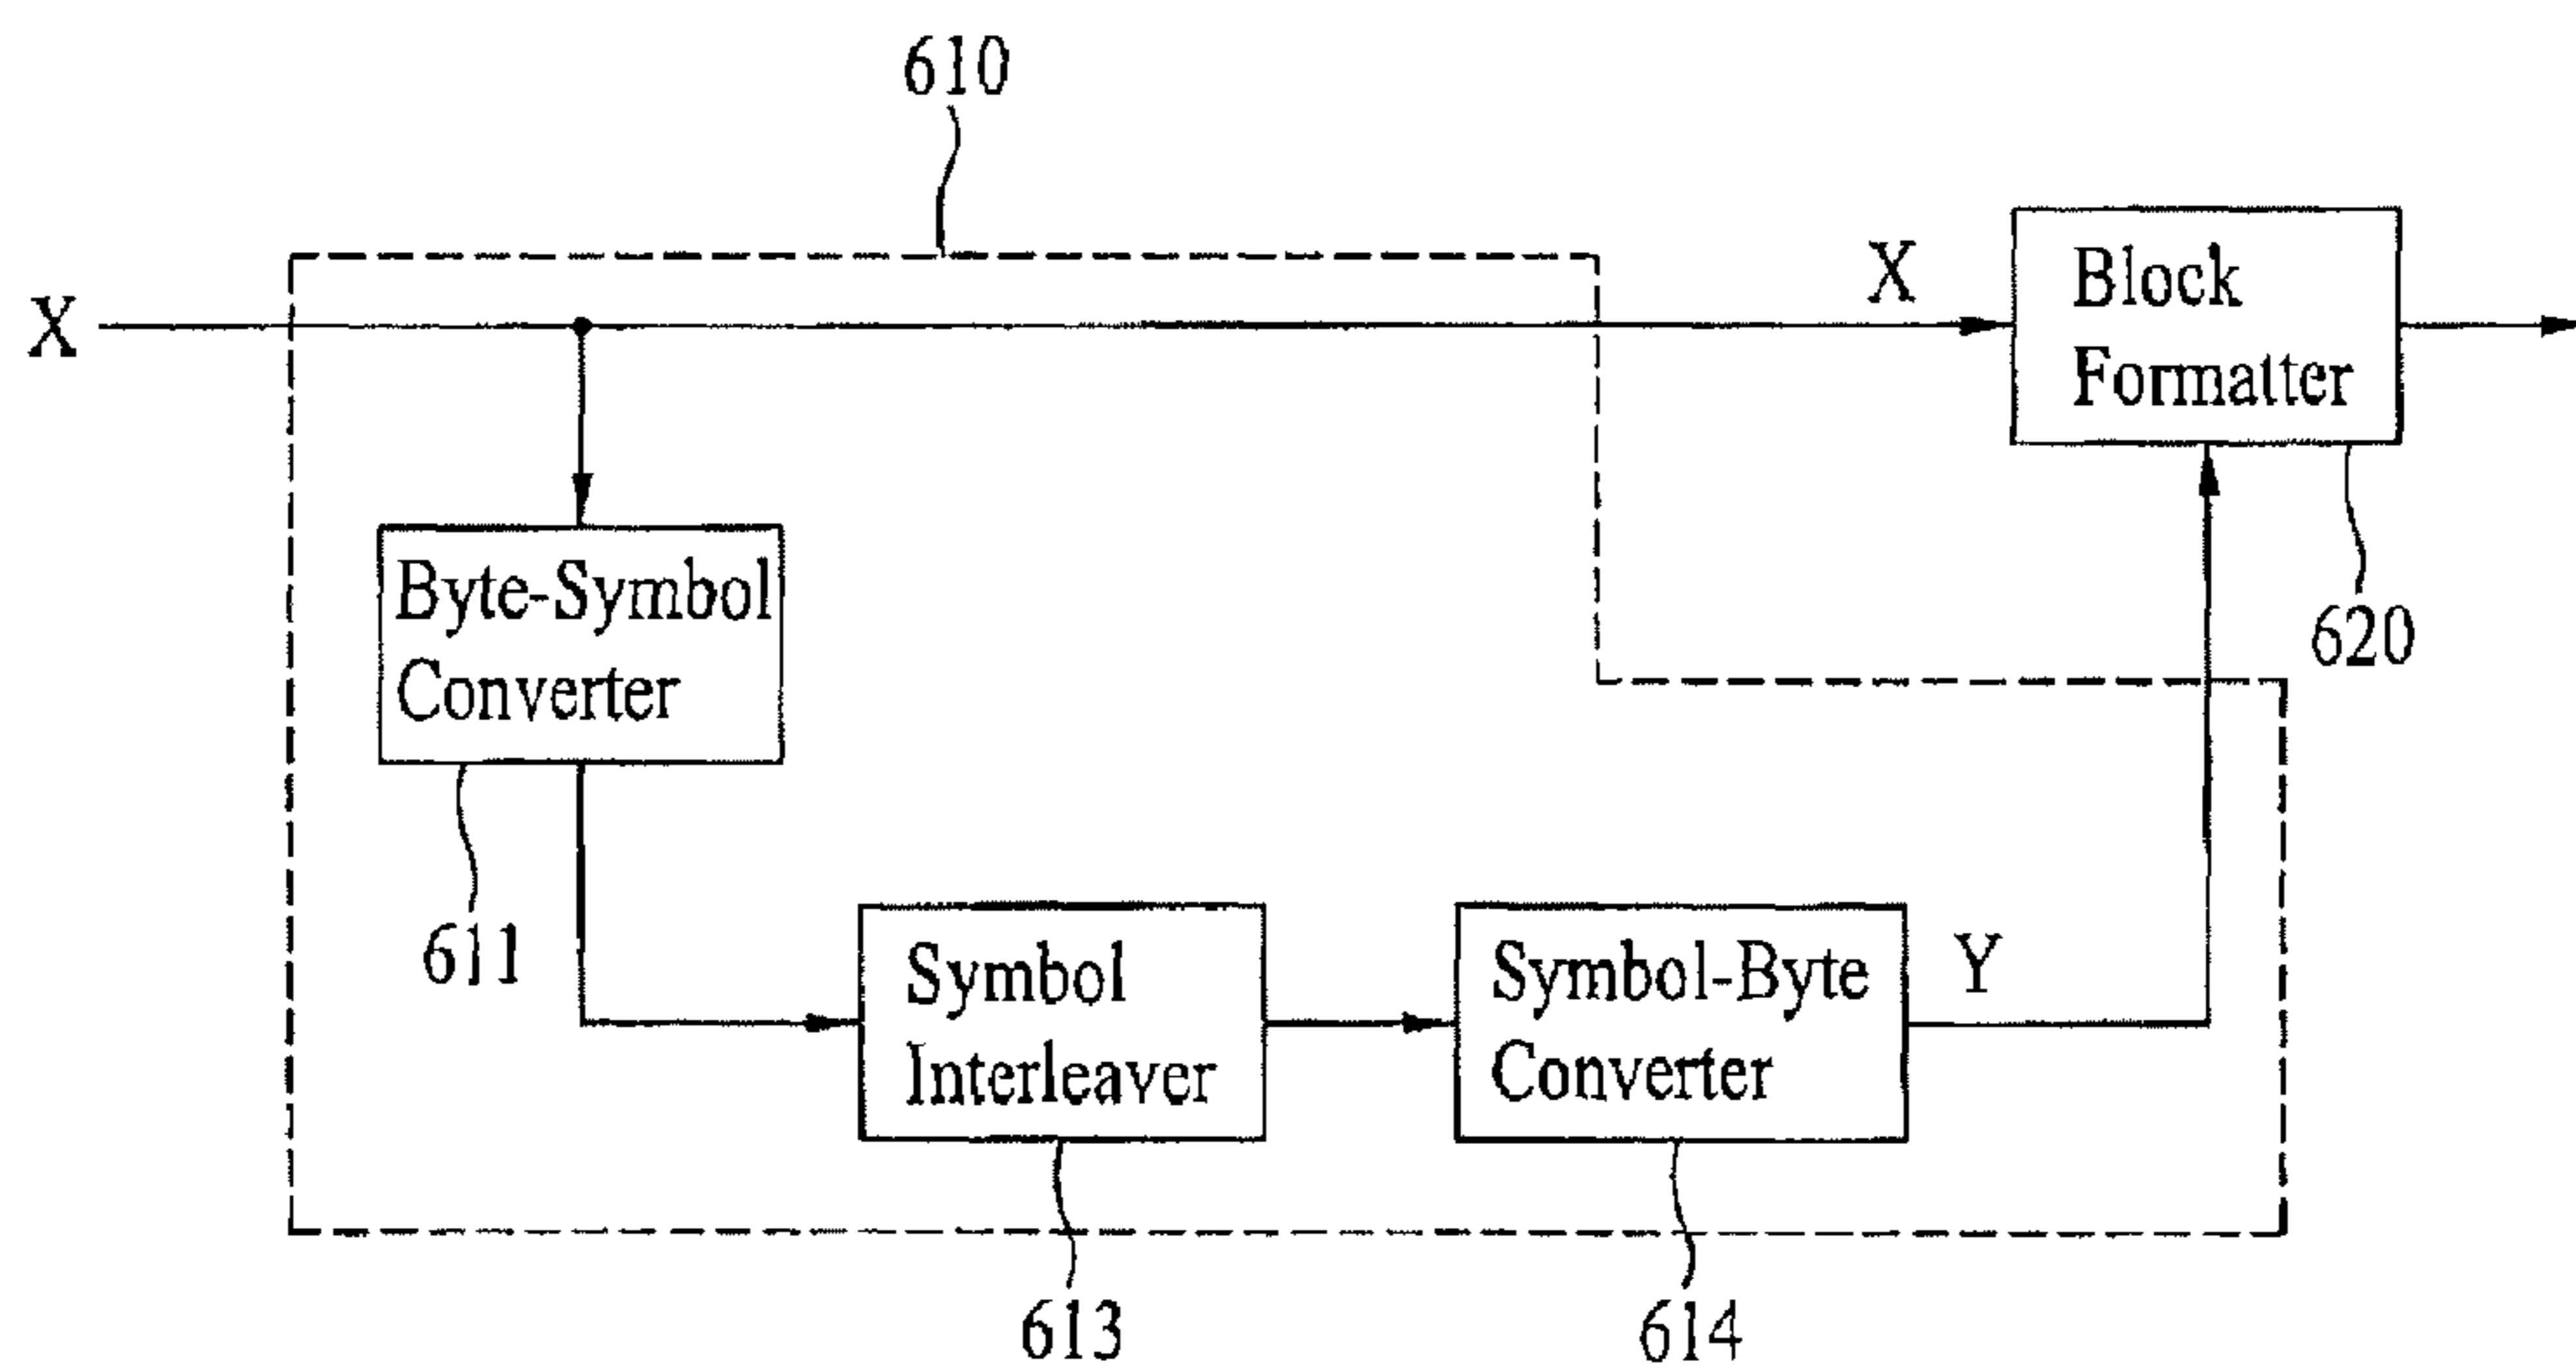 610
X
X
Block
Formatter
Byte-Symbol
Converter
620
611
Symbol
Interleaver
Symbol-Byte
Converter
Y
613
614